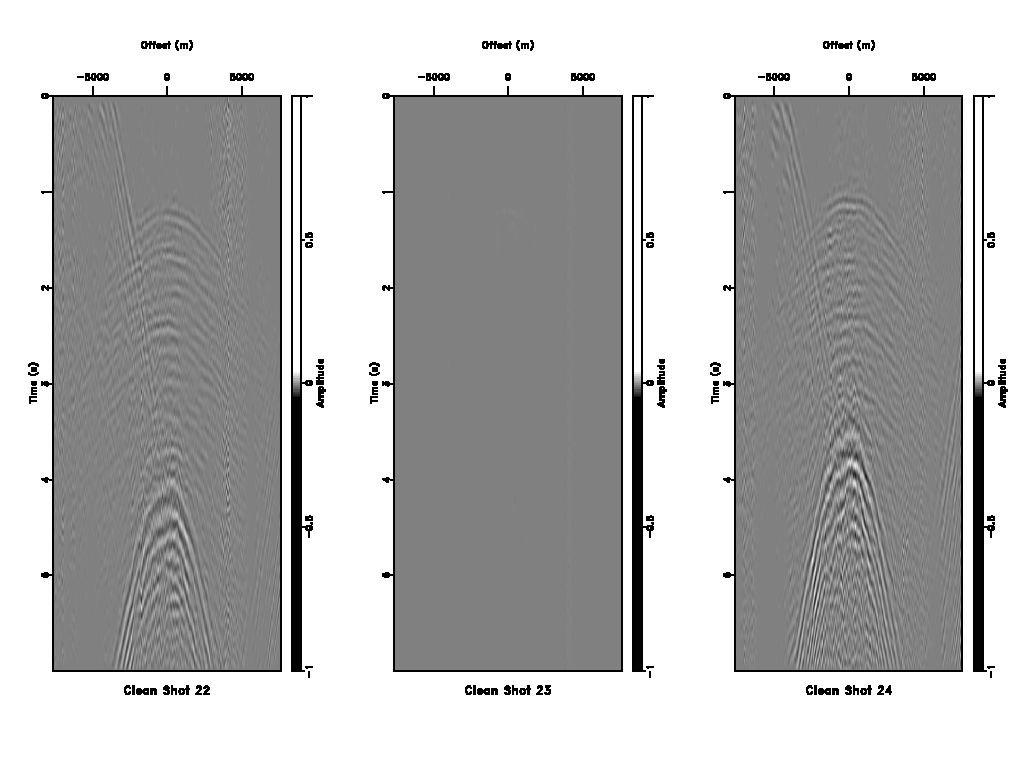 Offset (m) Offset (m) Offset (m)
−5000 0 5000 −5000 0 5000 −5000 0 5000
0 1 0 1 0 1
1 1 1
0.5 0.5 0.5
2 2 2
Time (s) 3 0 Amplitude Time (s) 3 0 Amplitude Time (s) 3 0 Amplitude
4 4 4
−0.5 −0.5 −0.5
5 5 5
−1 −1 −1
Clean Shot 22 Clean Shot 23 Clean Shot 24